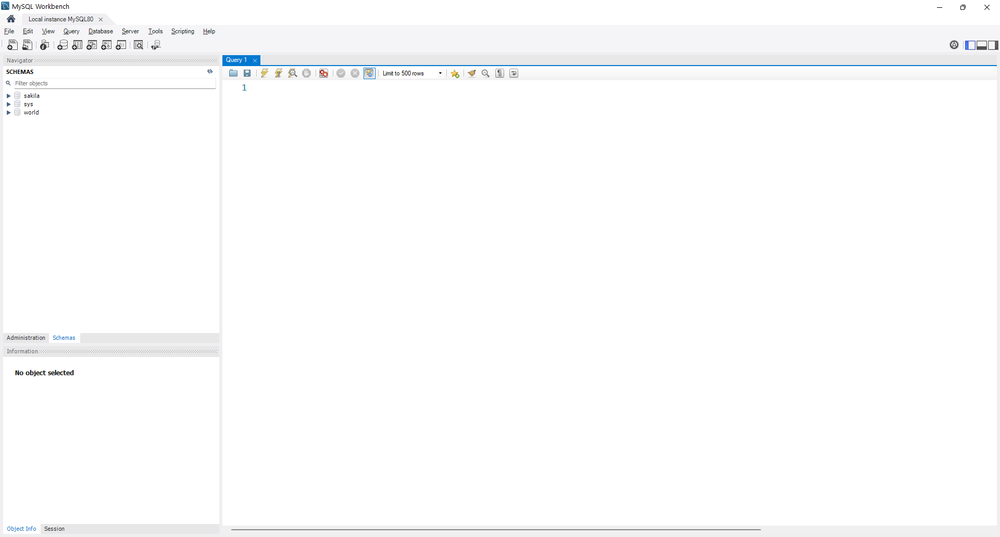 MySQL Workbench
Local instance MySQL80
File Edit View Query Database Server Tools Scripting Help
Navigator
Query 1
SCHEMAS
Limit to 500 rows
Filter objects
1
sakila
sys
world
Administration Schemas
Information
No object selected
Object Info Session